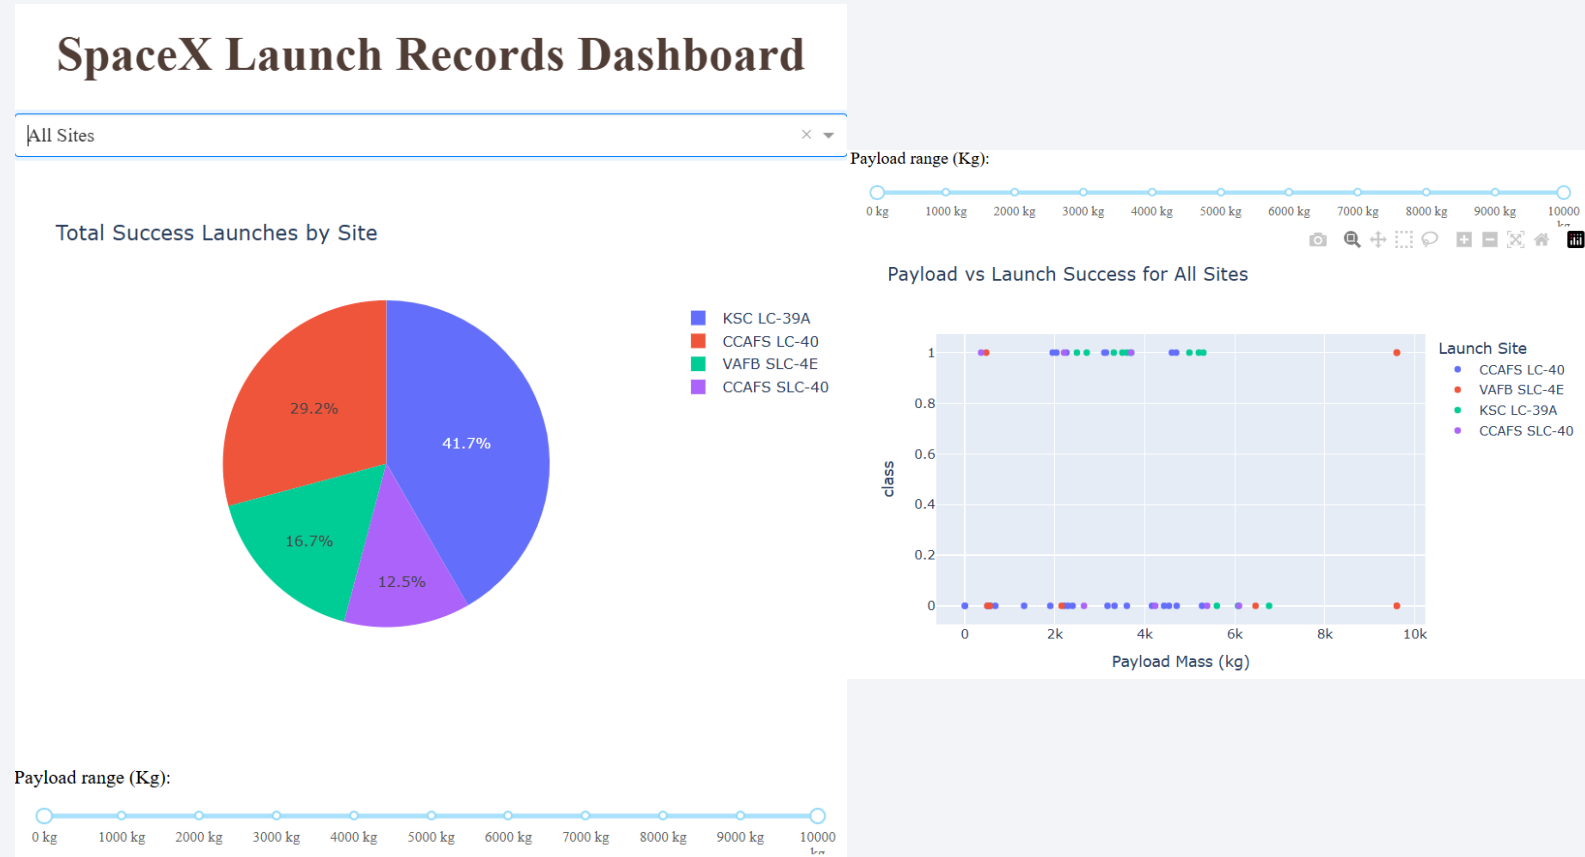 SpaceX Launch Records Dashboard
All Sites
Total Success Launches by Site
KSC LC-39A
CCAFS LC-40
VAFB SLC-4E
CCAFS SLC-40
29.2%
41.7%
16.7%
12.5%
Payload range (Kg):
0 kg 1000 kg 2000 kg 3000 kg 4000 kg 5000 kg 6000 kg 7000 kg 8000 kg 9000 kg 10000
kg
Payload range (Kg):
0 kg 1000 kg 2000 kg 3000 kg 4000 kg 5000 kg 6000 kg 7000 kg 8000 kg 9000 kg 10000
kg
Payload vs Launch Success for All Sites
1
0.8
0.6
0.4
0.2
0
class
0 2k 4k 6k 8k 10k
Payload Mass (kg)
Launch Site
CCAFS LC-40
VAFB SLC-4E
KSC LC-39A
CCAFS SLC-40